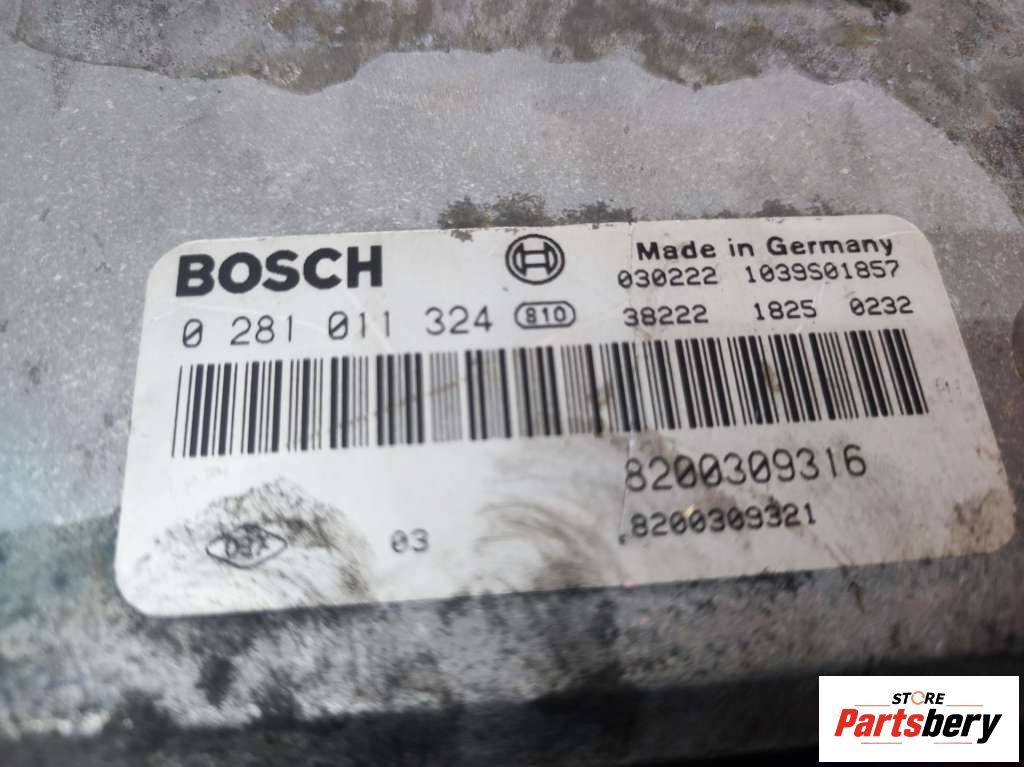 BOSCH
Made in Germany
030222 1039S01857
0 281 011 324 810 38222 1825 0232
8200309316
8200309321
03
STORE
Partsbery